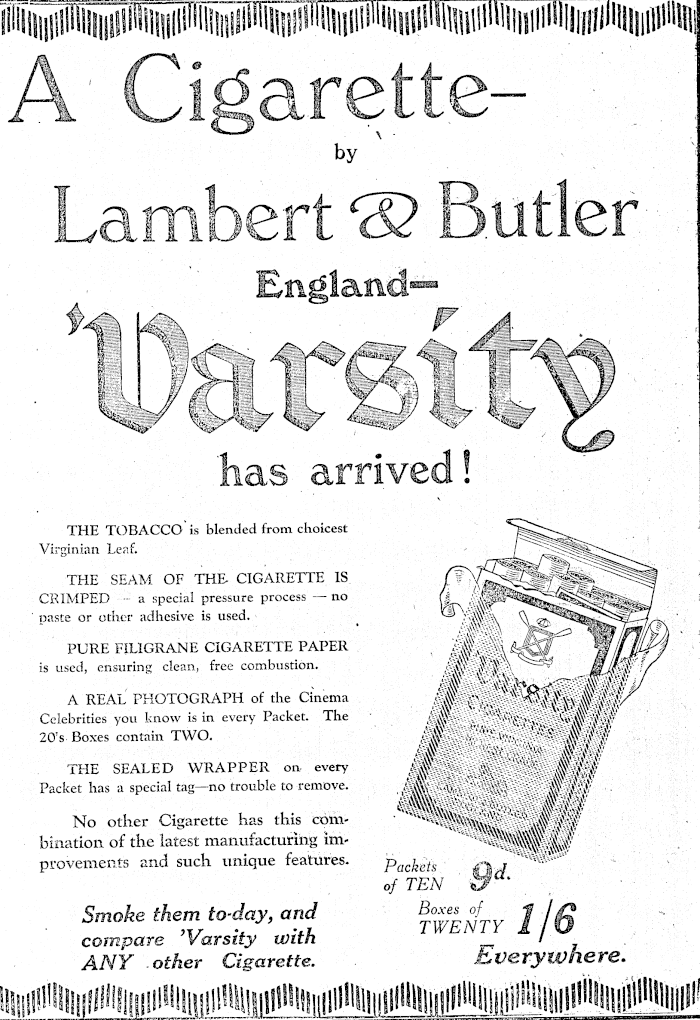 A Cigarette—
by
Lambert & Butler
England—
'Varsity
has arrived!
THE TOBACCO is blended from choicest
Virginian Leaf.
THE SEAM OF THE CIGARETTE IS
CRIMPED — a special pressure process — no
paste or other adhesive is used.
PURE FILIGRANE CIGARETTE PAPER
is used, ensuring clean, free combustion.
A REAL PHOTOGRAPH of the Cinema
Celebrities you know is in every Packet. The
20's Boxes contain TWO.
THE SEALED WRAPPER on every
Packet has a special tag—no trouble to remove.
No other Cigarette has this com-
bination of the latest manufacturing im-
provements and such unique features.
Smoke them to-day, and
compare 'Varsity with
ANY other Cigarette.
Varsity
CIGARETTES
Packets
of TEN 9d.
Boxes of
TWENTY 1/6
Everywhere.